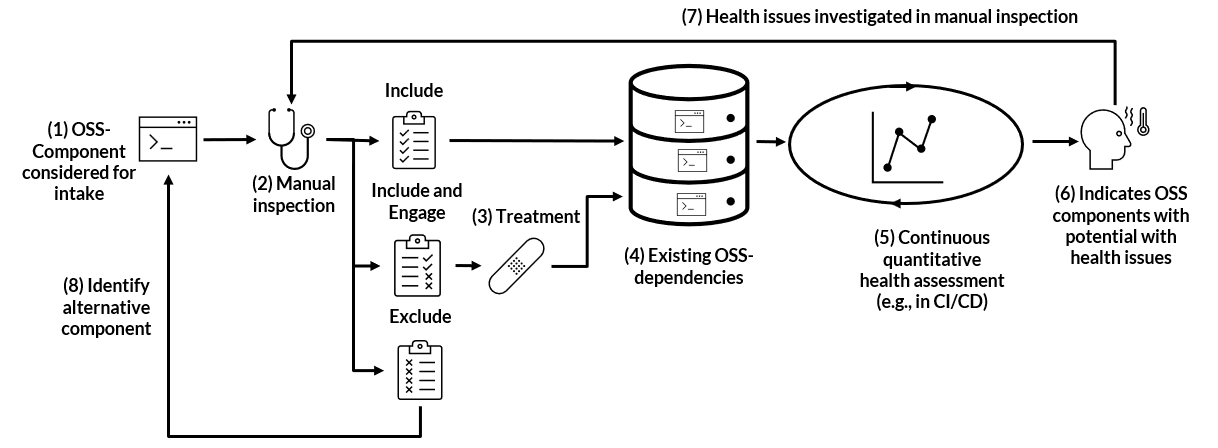 (7) Health issues investigated in manual inspection
(1) OSS-
Component
considered for
intake
(2) Manual
inspection
Include
Include and
Engage
(3) Treatment
Exclude
(4) Existing OSS-
dependencies
(5) Continuous
quantitative
health assessment
(e.g., in CI/CD)
(6) Indicates OSS
components with
potential with
health issues
(8) Identify
alternative
component